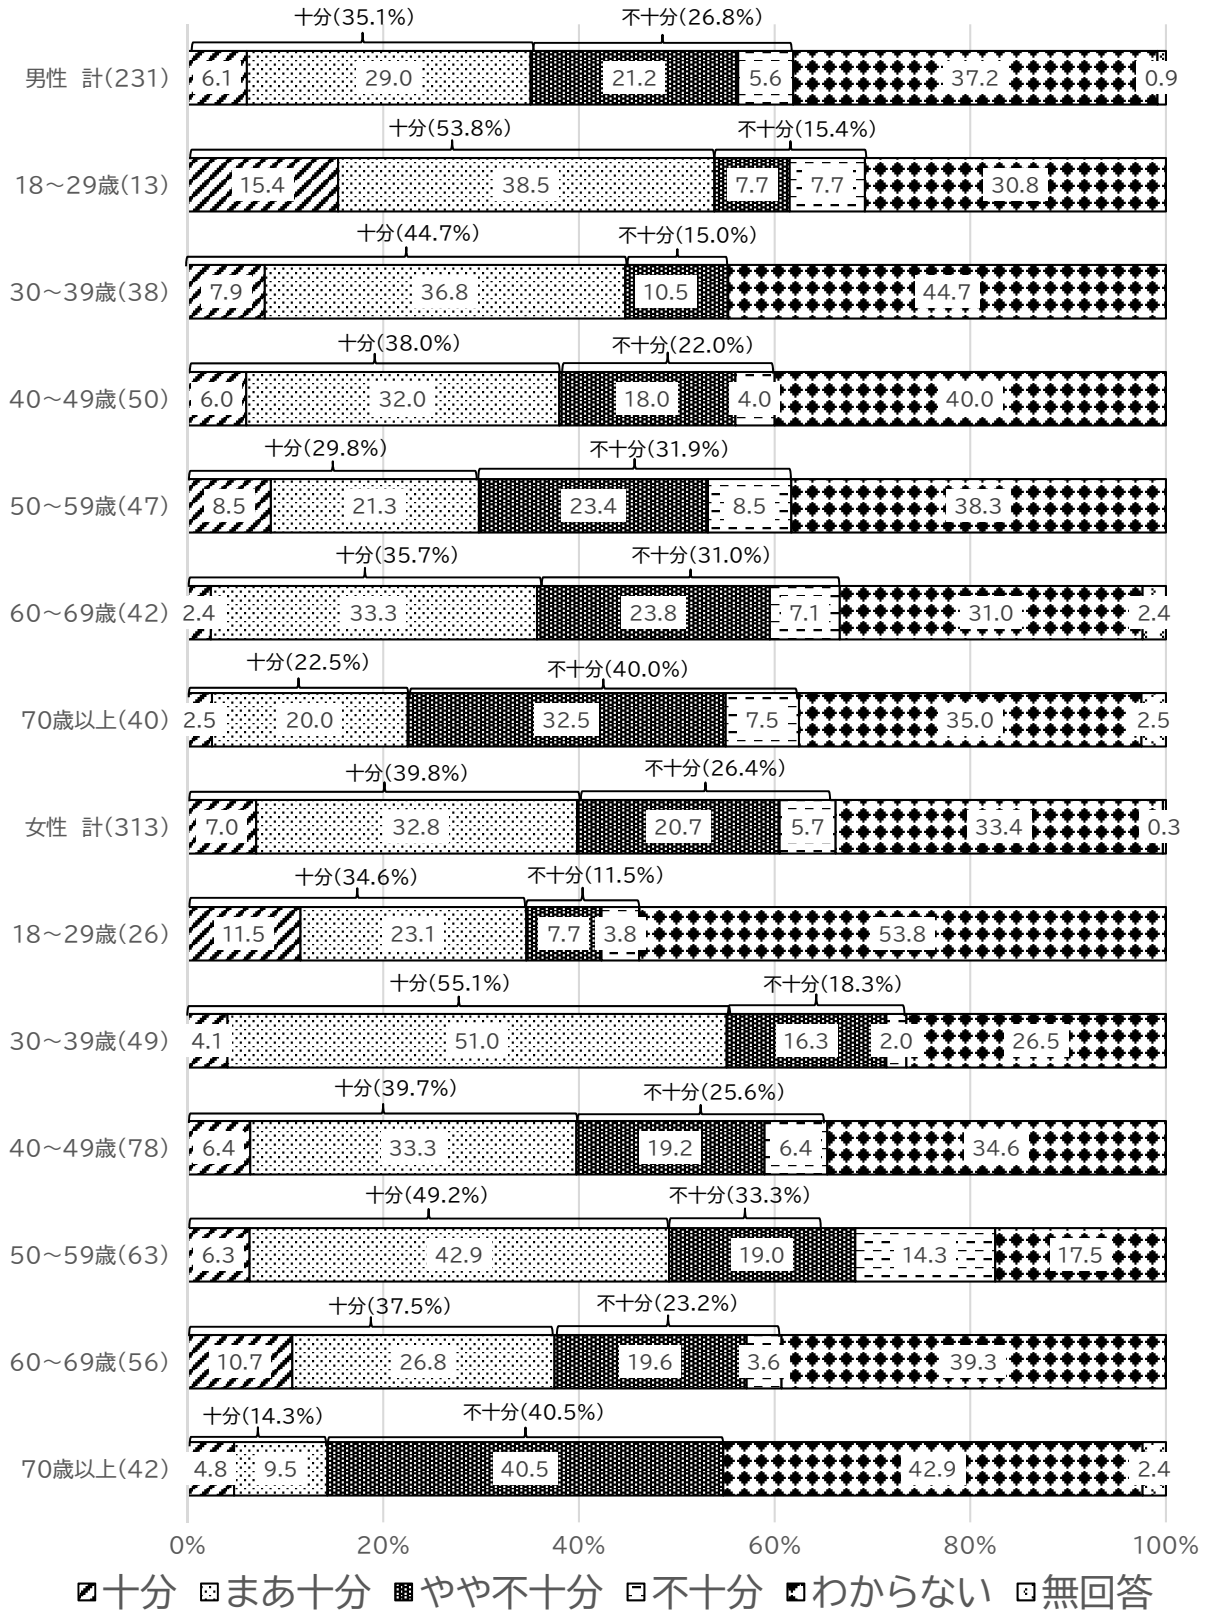 十分(35.1%) 不十分(26.8%)
男性 計(231) 6.1 29.0 21.2 5.6 37.2 0.9
十分(53.8%) 不十分(15.4%)
18～29歳(13) 15.4 38.5 7.7 7.7 30.8
十分(44.7%) 不十分(15.0%)
30～39歳(38) 7.9 36.8 10.5 44.7
十分(38.0%) 不十分(22.0%)
40～49歳(50) 6.0 32.0 18.0 4.0 40.0
十分(29.8%) 不十分(31.9%)
50～59歳(47) 8.5 21.3 23.4 8.5 38.3
十分(35.7%) 不十分(31.0%)
60～69歳(42) 2.4 33.3 23.8 7.1 31.0 2.4
十分(22.5%) 不十分(40.0%)
70歳以上(40) 2.5 20.0 32.5 7.5 35.0 2.5
十分(39.8%) 不十分(26.4%)
女性 計(313) 7.0 32.8 20.7 5.7 33.4 0.3
十分(34.6%) 不十分(11.5%)
18～29歳(26) 11.5 23.1 7.7 3.8 53.8
十分(55.1%) 不十分(18.3%)
30～39歳(49) 4.1 51.0 16.3 2.0 26.5
十分(39.7%) 不十分(25.6%)
40～49歳(78) 6.4 33.3 19.2 6.4 34.6
十分(49.2%) 不十分(33.3%)
50～59歳(63) 6.3 42.9 19.0 14.3 17.5
十分(37.5%) 不十分(23.2%)
60～69歳(56) 10.7 26.8 19.6 3.6 39.3
十分(14.3%) 不十分(40.5%)
70歳以上(42) 4.8 9.5 40.5 42.9 2.4
0% 20% 40% 60% 80% 100%
十分 まあ十分 やや不十分 不十分 わからない 無回答